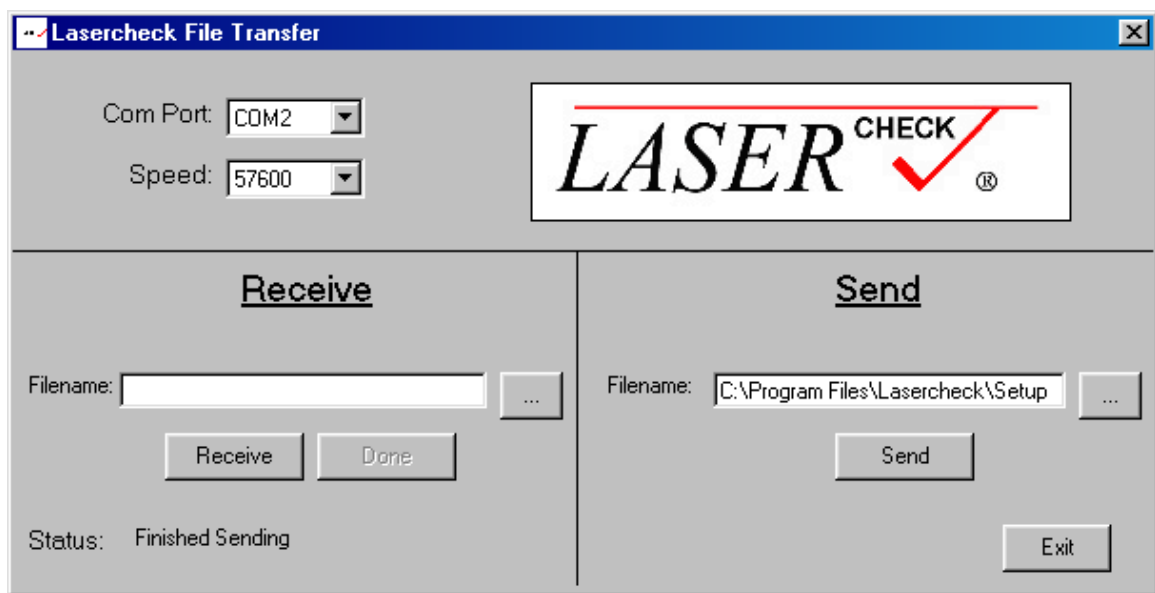 Lasercheck File Transfer
Com Port: COM2
Speed: 57600
LASER CHECK ®
Receive
Filename:
...
Receive Done
Status: Finished Sending
Send
Filename: C:\Program Files\Lasercheck\Setup ...
Send
Exit